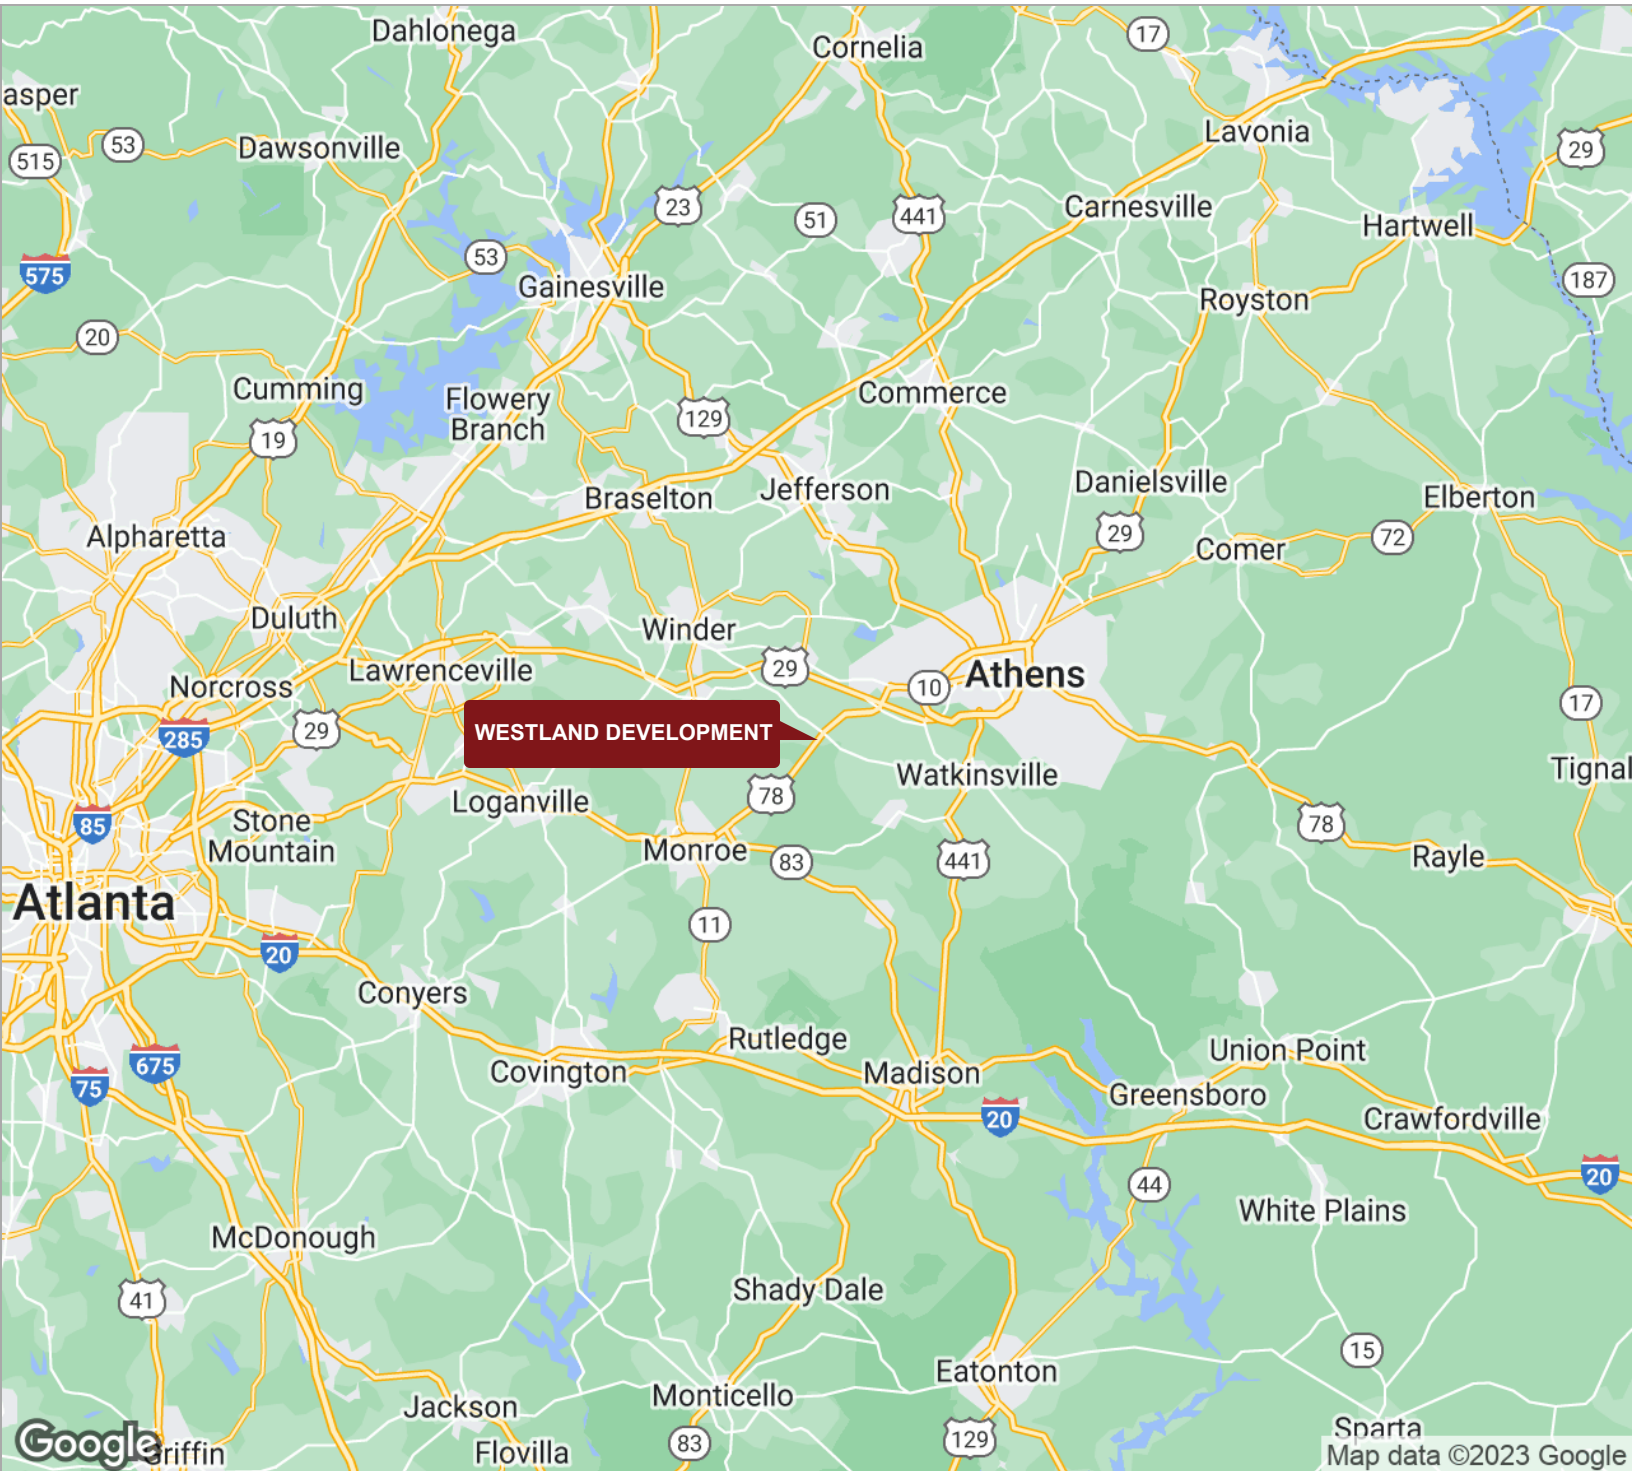 Dahlonega
Cornelia
17
asper
53
515
Dawsonville
Lavonia
29
23
51
441
Carnesville
Hartwell
575
53
Gainesville
187
Royston
20
Cumming
Flowery
Branch
Commerce
19
129
Braselton
Jefferson
Danielsville
Elberton
Alpharetta
29
Comer
72
Duluth
Winder
Lawrenceville
29
Athens
Norcross
10
17
285
29
WESTLAND DEVELOPMENT
Watkinsville
Tignal
78
Loganville
85
Stone
Mountain
78
Monroe
83
441
Rayle
Atlanta
11
20
Conyers
Rutledge
Union Point
675
75
Covington
Madison
Greensboro
20
Crawfordville
20
44
White Plains
McDonough
41
Shady Dale
15
Eatonton
Monticello
Jackson
Sparta
Google
Griffin
Flovilla
83
129
Map data ©2023 Google